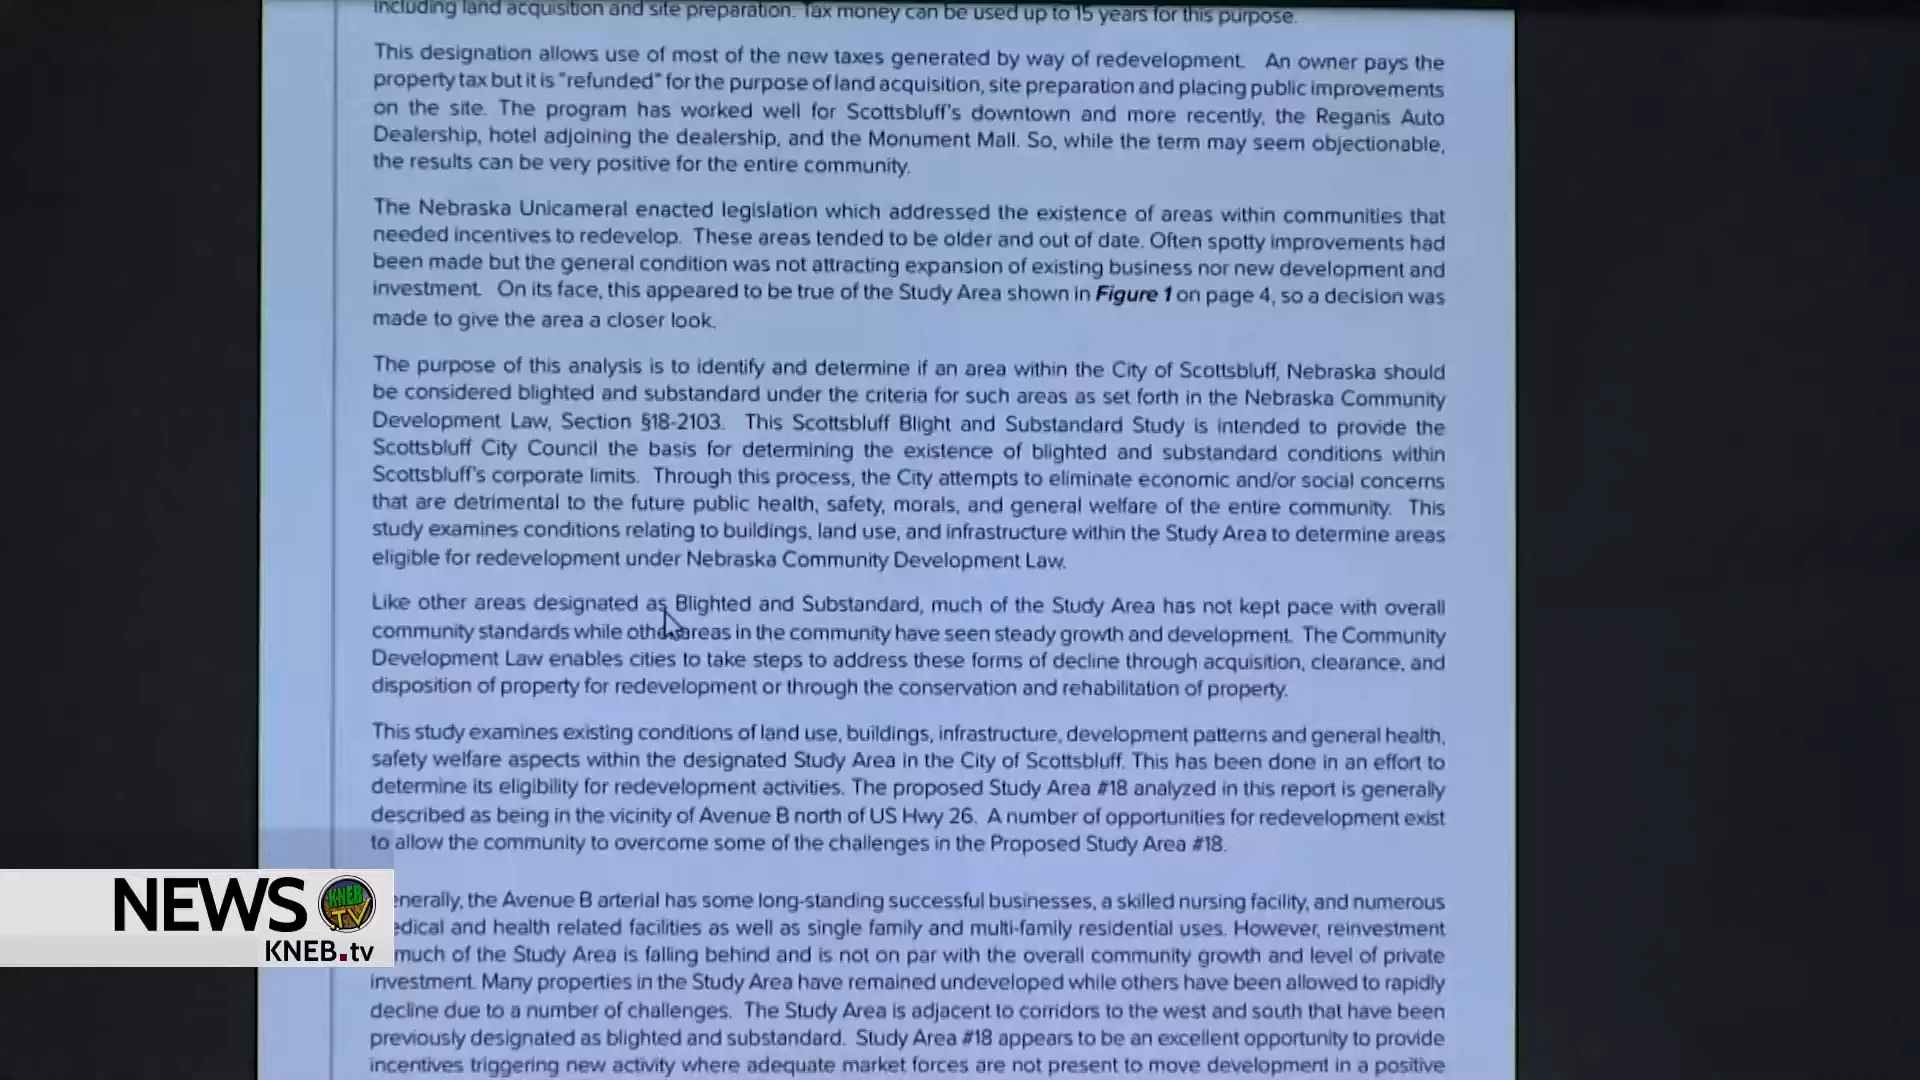 including land acquisition and site preparation. Tax money can be used up to 15 years for this purpose.
This designation allows use of most of the new taxes generated by way of redevelopment. An owner pays the
property tax but it is "refunded" for the purpose of land acquisition, site preparation and placing public improvements
on the site. The program has worked well for Scottsbluff's downtown and more recently, the Reganis Auto
Dealership, hotel adjoining the dealership, and the Monument Mall. So, while the term may seem objectionable,
the results can be very positive for the entire community.
The Nebraska Unicameral enacted legislation which addressed the existence of areas within communities that
needed incentives to redevelop. These areas tended to be older and out of date. Often spotty improvements had
been made but the general condition was not attracting expansion of existing business nor new development and
investment. On its face, this appeared to be true of the Study Area shown in Figure 1 on page 4, so a decision was
made to give the area a closer look.
The purpose of this analysis is to identify and determine if an area within the City of Scottsbluff, Nebraska should
be considered blighted and substandard under the criteria for such areas as set forth in the Nebraska Community
Development Law, Section §18-2103. This Scottsbluff Blight and Substandard Study is intended to provide the
Scottsbluff City Council the basis for determining the existence of blighted and substandard conditions within
Scottsbluff's corporate limits. Through this process, the City attempts to eliminate economic and/or social concerns
that are detrimental to the future public health, safety, morals, and general welfare of the entire community. This
study examines conditions relating to buildings, land use, and infrastructure within the Study Area to determine areas
eligible for redevelopment under Nebraska Community Development Law.
Like other areas designated as Blighted and Substandard, much of the Study Area has not kept pace with overall
community standards while other areas in the community have seen steady growth and development. The Community
Development Law enables cities to take steps to address these forms of decline through acquisition, clearance, and
disposition of property for redevelopment or through the conservation and rehabilitation of property.
This study examines existing conditions of land use, buildings, infrastructure, development patterns and general health,
safety welfare aspects within the designated Study Area in the City of Scottsbluff. This has been done in an effort to
determine its eligibility for redevelopment activities. The proposed Study Area #18 analyzed in this report is generally
described as being in the vicinity of Avenue B north of US Hwy 26. A number of opportunities for redevelopment exist
to allow the community to overcome some of the challenges in the Proposed Study Area #18.
enerally, the Avenue B arterial has some long-standing successful businesses, a skilled nursing facility, and numerous
edical and health related facilities as well as single family and multi-family residential uses. However, reinvestment
much of the Study Area is falling behind and is not on par with the overall community growth and level of private
investment. Many properties in the Study Area have remained undeveloped while others have been allowed to rapidly
decline due to a number of challenges. The Study Area is adjacent to corridors to the west and south that have been
previously designated as blighted and substandard. Study Area #18 appears to be an excellent opportunity to provide
incentives triggering new activity where adequate market forces are not present to move development in a positive
NEWS KNEB TV
KNEB.tv